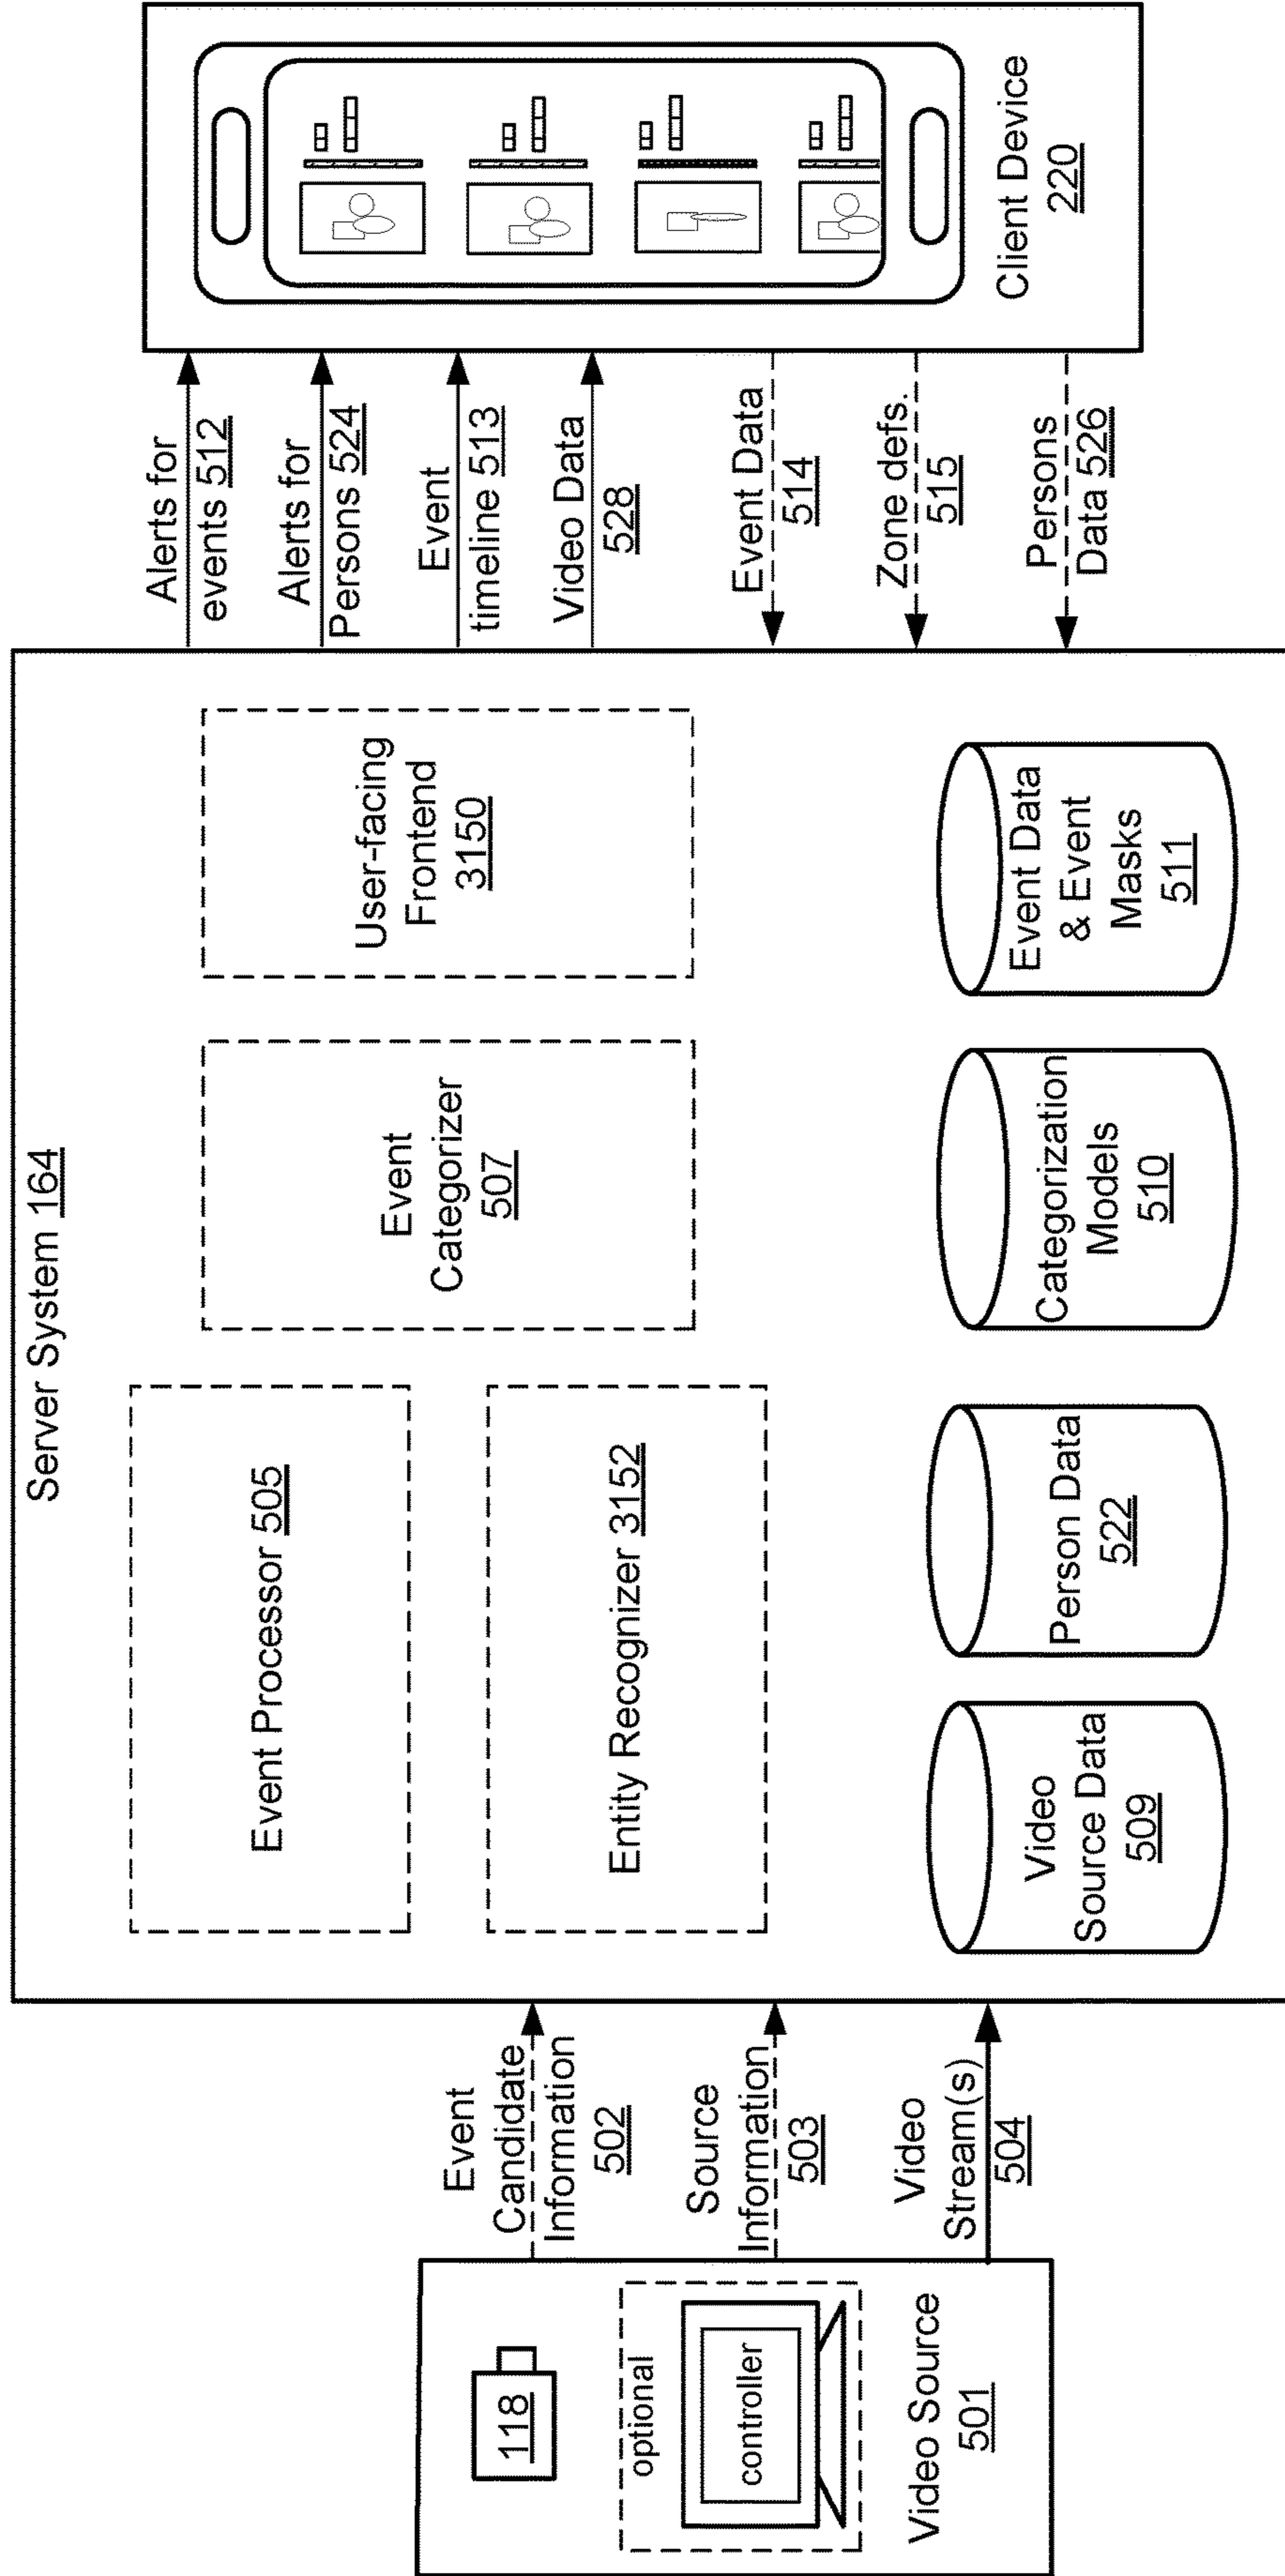 Server System 164
118
optional
controller
Video Source
501
Event
Candidate
Information
502
Source
Information
503
Video
Stream(s)
504
Event Processor 505
Entity Recognizer 3152
Event
Categorizer
507
User-facing
Frontend
3150
Video
Source Data
509
Person Data
522
Categorization
Models
510
Event Data
& Event
Masks
511
Alerts for
events 512
Alerts for
Persons 524
Event
timeline 513
Video Data
528
Event Data
514
Zone defs.
515
Persons
Data 526
Client Device
220